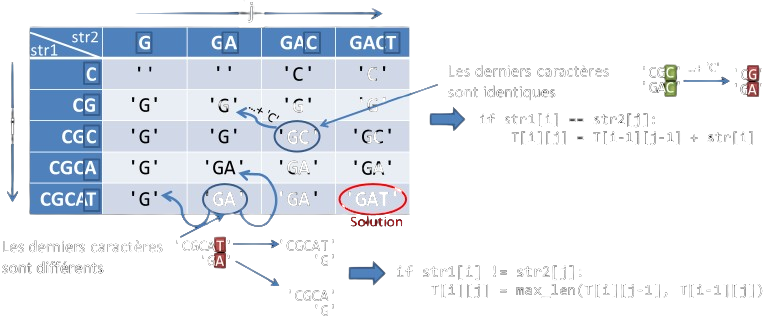 j
str2
str1
G GA GAC GACT
C '' '' 'C' 'C'
CG 'G' 'G' 'G' 'G'
CGC 'G' 'G' 'GC' 'GC'
CGCA 'G' 'GA' 'GA' 'GA'
CGCAT 'G' 'GA' 'GA' 'GAT'
...+ 'C'
Solution
Les derniers caractères
sont identiques
'CGC' ...+ 'C' 'CG'
'GAC' 'GA'
if str1[i] == str2[j]:
T[i][j] = T[i-1][j-1] + str[i]
Les derniers caractères
sont différents
'CGCAT' 'CGCAT'
'GA' 'G'
'CGCA'
'G'
if str1[i] != str2[j]:
T[i][j] = max_len(T[i][j-1], T[i-1][j])